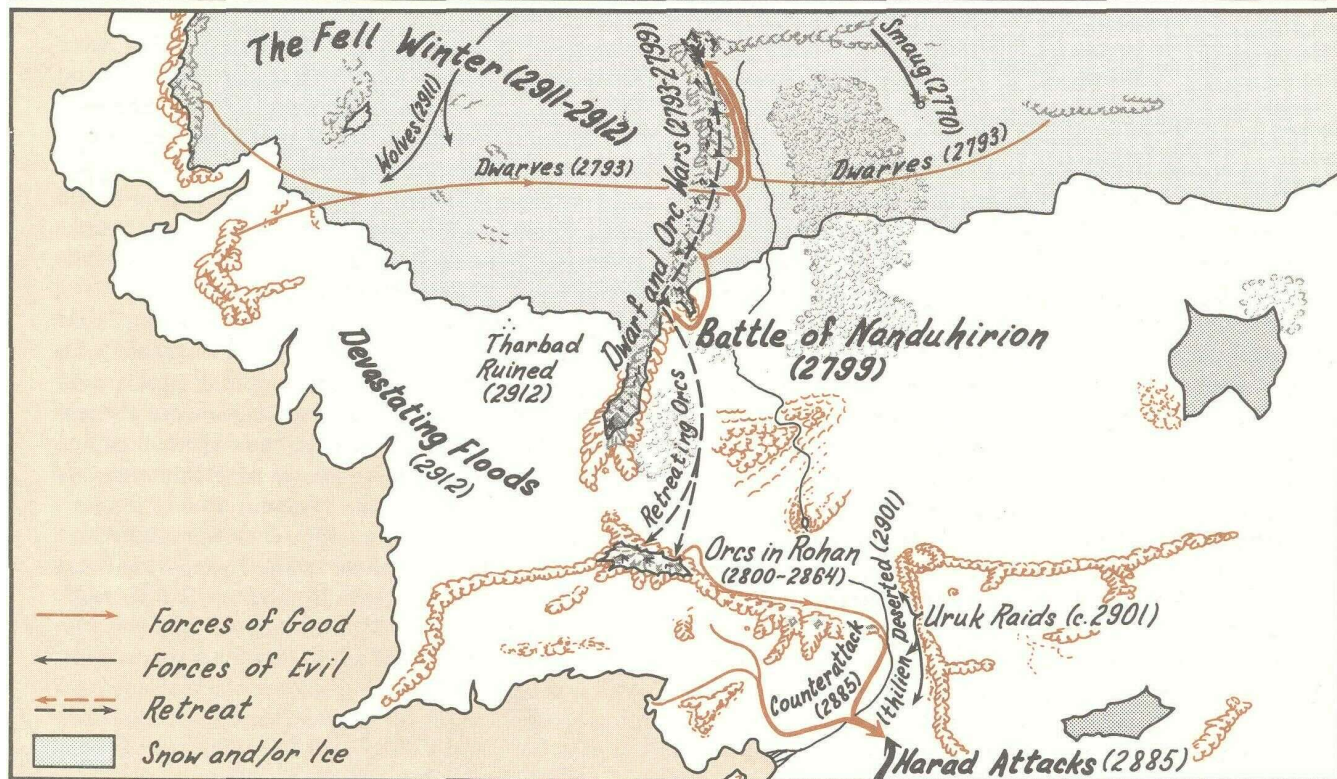 The Fell Winter (2911-2912)
Wolves (2911)
Dwarves (2793)
Dwarf and Orc Wars (2793-2799)
Smaug (2770)
Dwarves (2793)
Battle of Nanduhirion
(2799)
Tharbad
Ruined
(2912)
Devastating Floods
(2912)
Retreating Orcs
Orcs in Rohan
(2800-2864)
Ithilien Deserted (2901)
Uruk Raids (c.2901)
Counterattack
(2885)
Harad Attacks (2885)
Forces of Good
Forces of Evil
Retreat
Snow and/or Ice